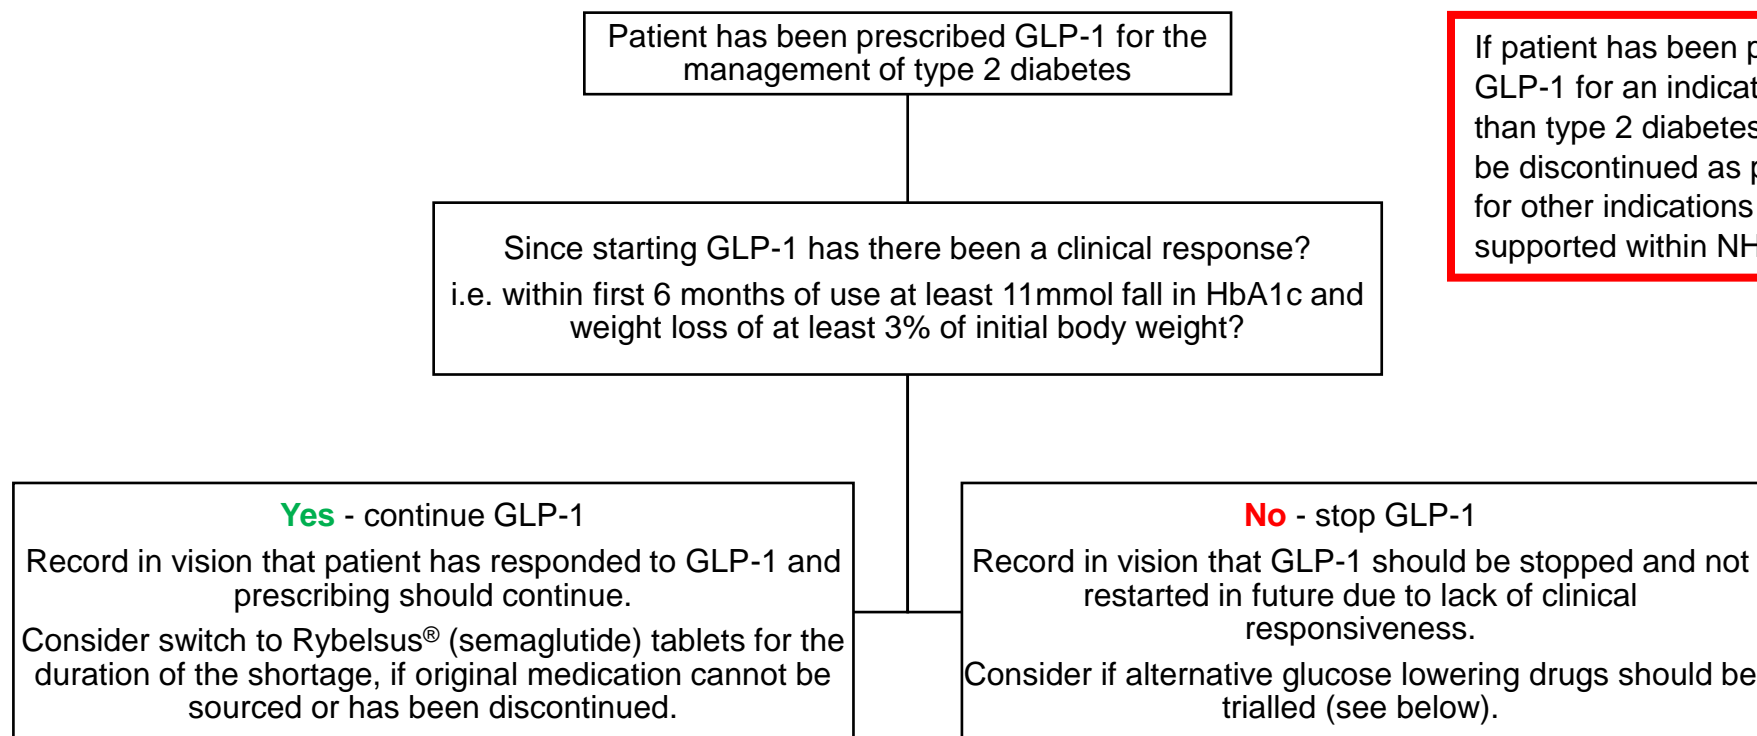 Patient has been prescribed GLP-1 for the
management of type 2 diabetes
If patient has been
GLP-1 for an
than type 2
be discontinued as
for other indications
supported within
Since starting GLP-1 has there been a clinical response?
i.e. within first 6 months of use at least 11mmol fall in HbA1c and
weight loss of at least 3% of initial body weight?
Yes - continue GLP-1
Record in vision that patient has responded to GLP-1 and
prescribing should continue.
Consider switch to Rybelsus® (semaglutide) tablets for the
duration of the shortage, if original medication cannot be
sourced or has been discontinued.
No - stop GLP-1
Record in vision that GLP-1 should be stopped and not
restarted in future due to lack of clinical
responsiveness.
Consider if alternative glucose lowering drugs should be
trialled (see below).